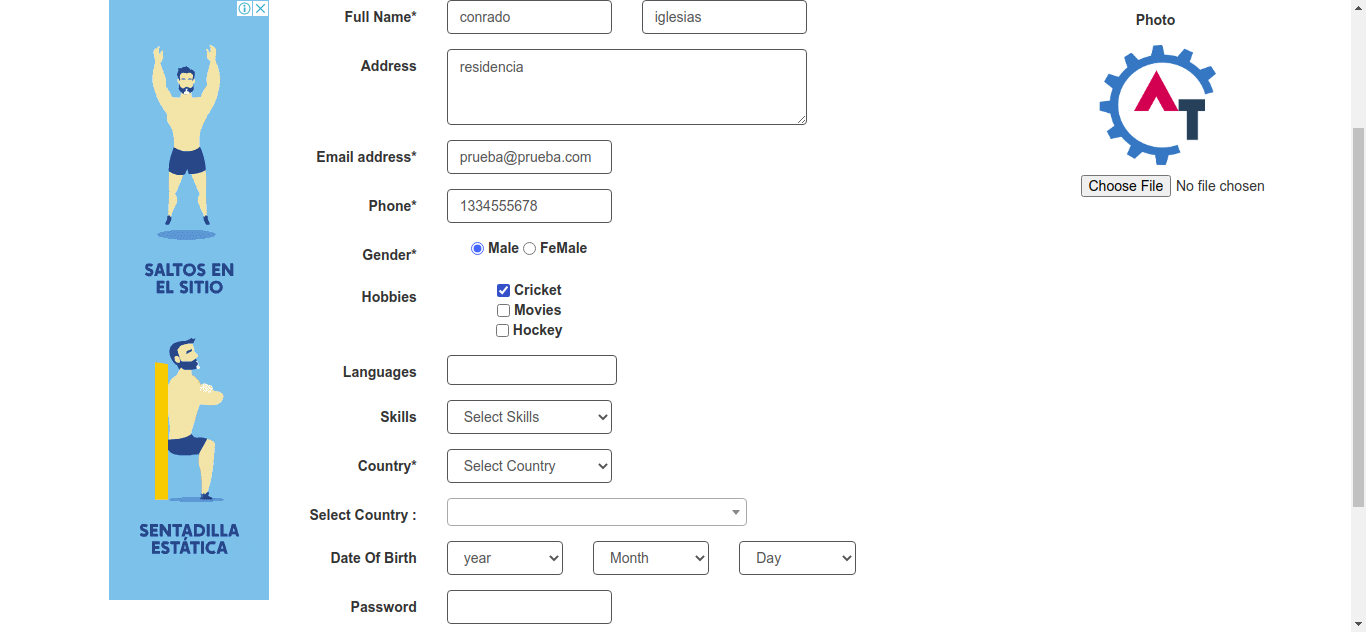 Full Name* conrado iglesias
Photo
Address residencia
Email address* prueba@prueba.com
AT
Choose File No file chosen
Phone* 1334555678
Gender* Male FeMale
SALTOS EN
EL SITIO
Hobbies Cricket
Movies
Hockey
Languages
Skills Select Skills
Country* Select Country
Select Country :
SENTADILLA
ESTÁTICA
Date Of Birth year Month Day
Password